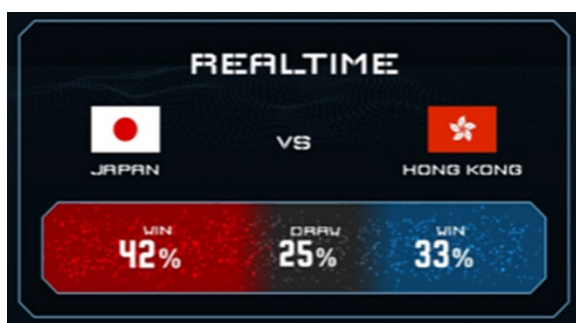 REALTIME
VS
JAPAN
HONG KONG
WIN
DRAW
WIN
42%
25%
33%